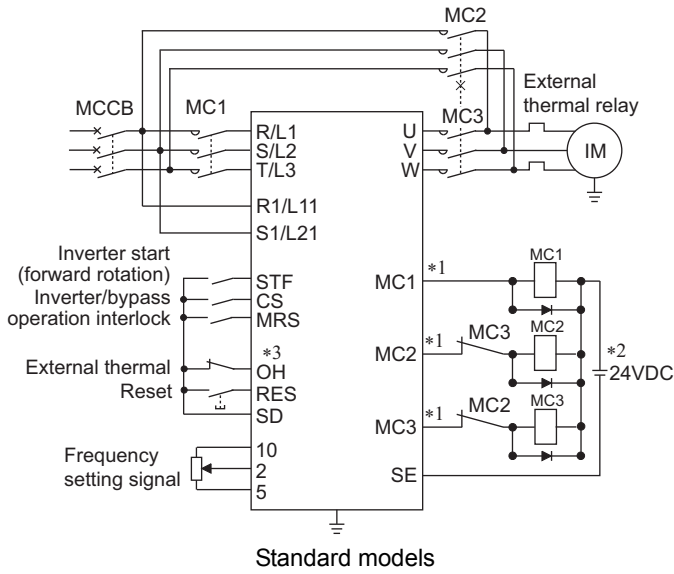 MC2
MCCB
MC1
External
thermal relay
MC3
R/L1
S/L2
T/L3
R1/L11
S1/L21
U
V
W
IM
Inverter start
(forward rotation)
Inverter/bypass
operation interlock
STF
CS
MRS
External thermal
*3
OH
Reset
RES
SD
Frequency
setting signal
10
2
5
MC1
*1
MC1
MC2
*1
MC3
MC2
*2
24VDC
MC3
*1
MC2
MC3
SE
Standard models